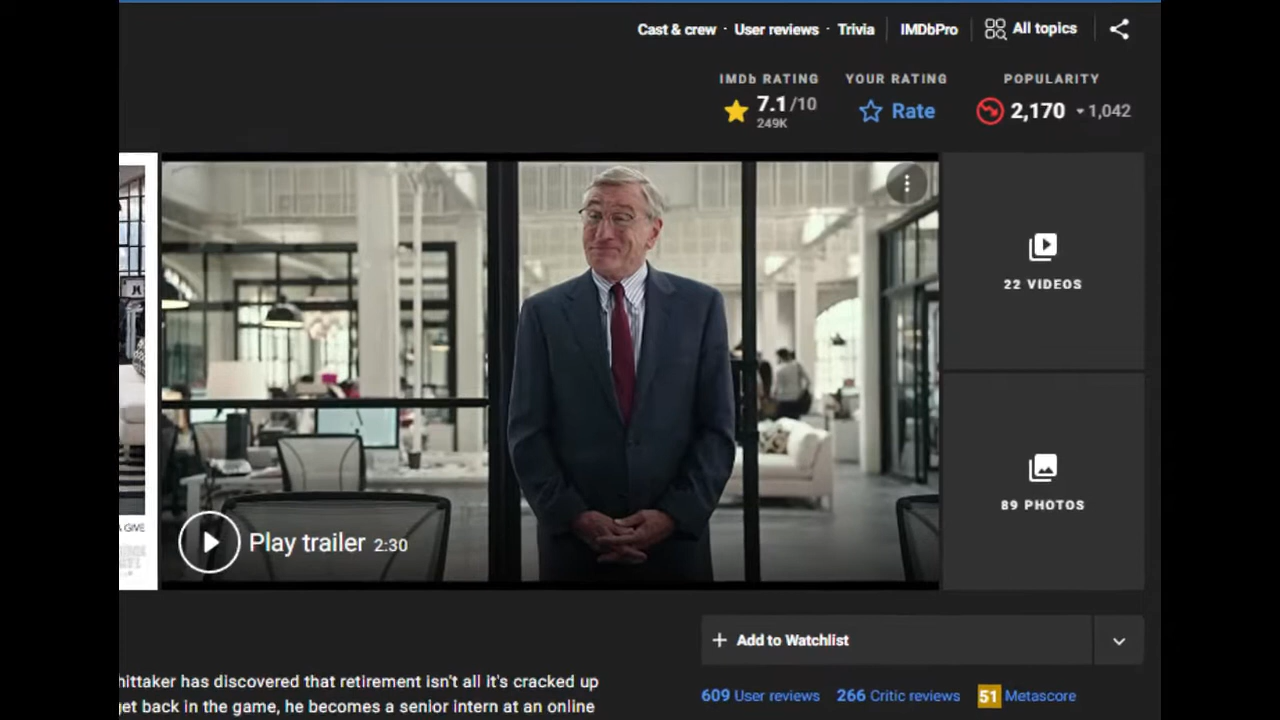 Cast & crew · User reviews · Trivia IMDbPro All topics
IMDb RATING YOUR RATING POPULARITY
7.1/10 Rate 2,170 1,042
249K
22 VIDEOS
89 PHOTOS
GIVE
Play trailer 2:30
+ Add to Watchlist
hittaker has discovered that retirement isn't all it's cracked up
get back in the game, he becomes a senior intern at an online
609 User reviews 266 Critic reviews 51 Metascore